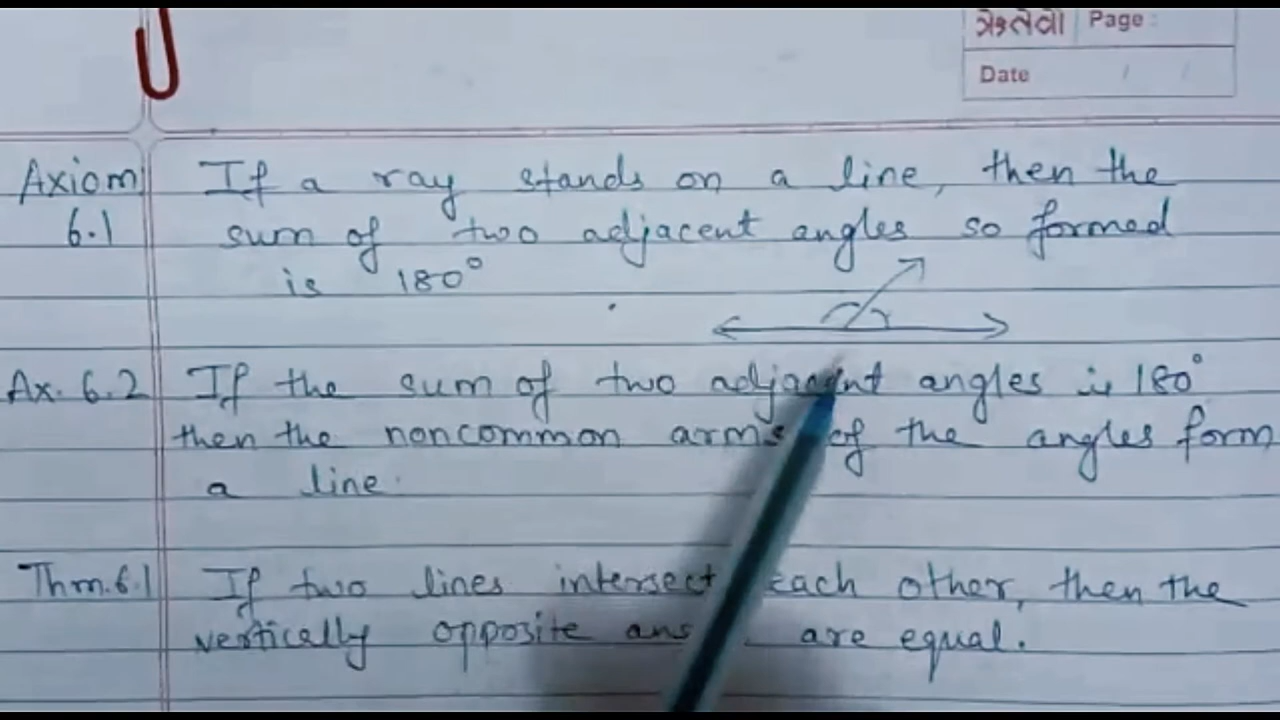 Page :
Date / /
Axiom 6.1 If a ray stands on a line, then the
sum of two adjacent angles so formed
is 180°
Ax. 6.2 If the sum of two adjacent angles is 180°
then the noncommon arms of the angles form
a line.
Thm. 6.1 If two lines intersect each other, then the
vertically opposite are equal.